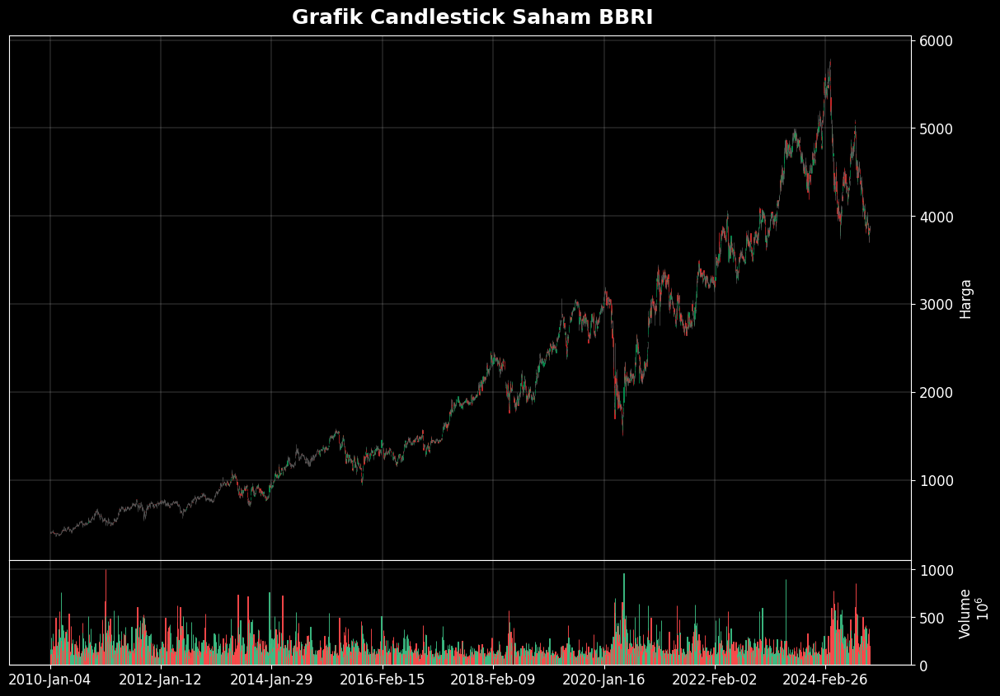 Grafik Candlestick Saham BBRI
6000
5000
4000
3000
2000
1000
Harga
1000
500
0
Volume
10⁶
2010-Jan-04 2012-Jan-12 2014-Jan-29 2016-Feb-15 2018-Feb-09 2020-Jan-16 2022-Feb-02 2024-Feb-26